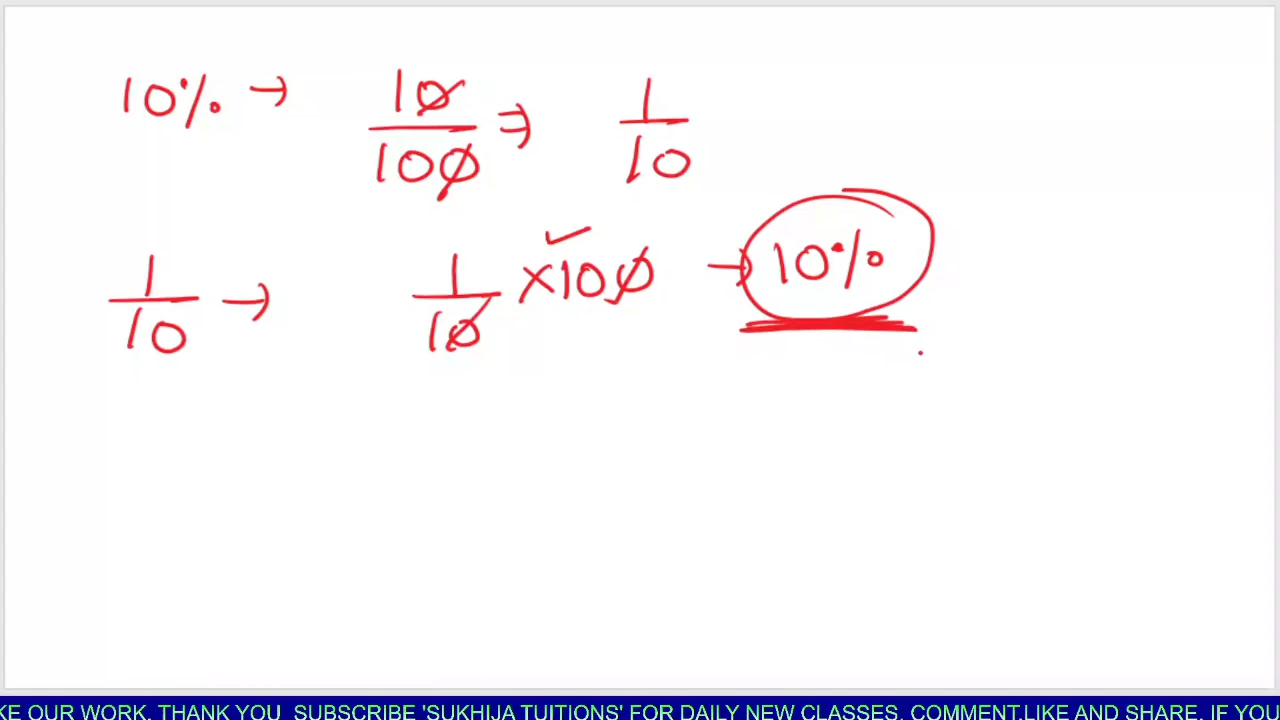 10% → 10/100 ⇒ 1/10
1/10 → 1/10 ×100 → 10%
KE OUR WORK. THANK YOU SUBSCRIBE 'SUKHIJA TUITIONS' FOR DAILY NEW CLASSES. COMMENT,LIKE AND SHARE. IF YOU